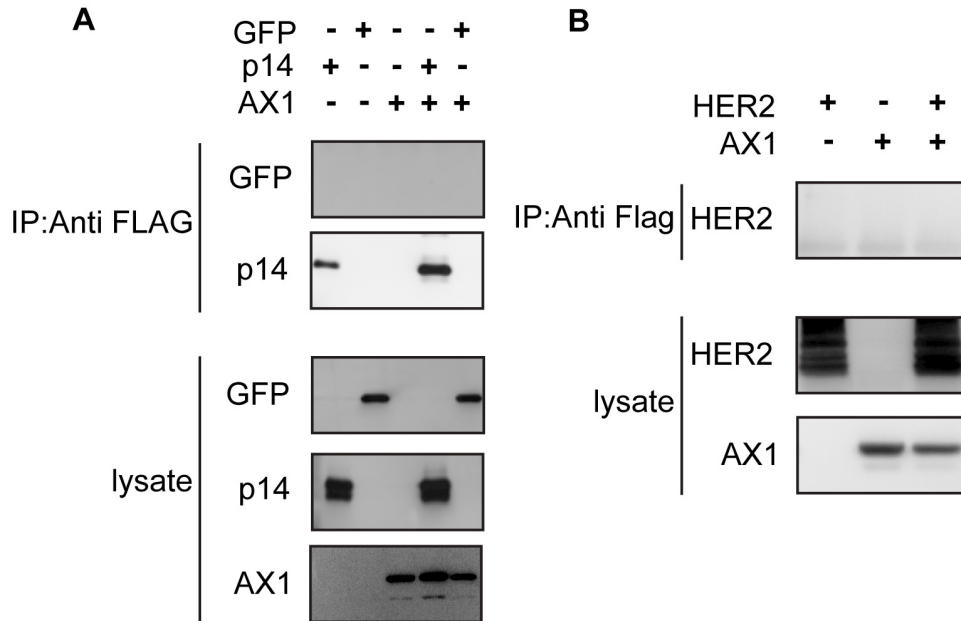 A
GFP - + - - +
p14 + - - + -
AX1 - - + + +
IP:Anti FLAG
GFP
p14
lysate
GFP
p14
AX1
B
HER2 + - +
AX1 - + +
IP:Anti Flag
HER2
lysate
HER2
AX1